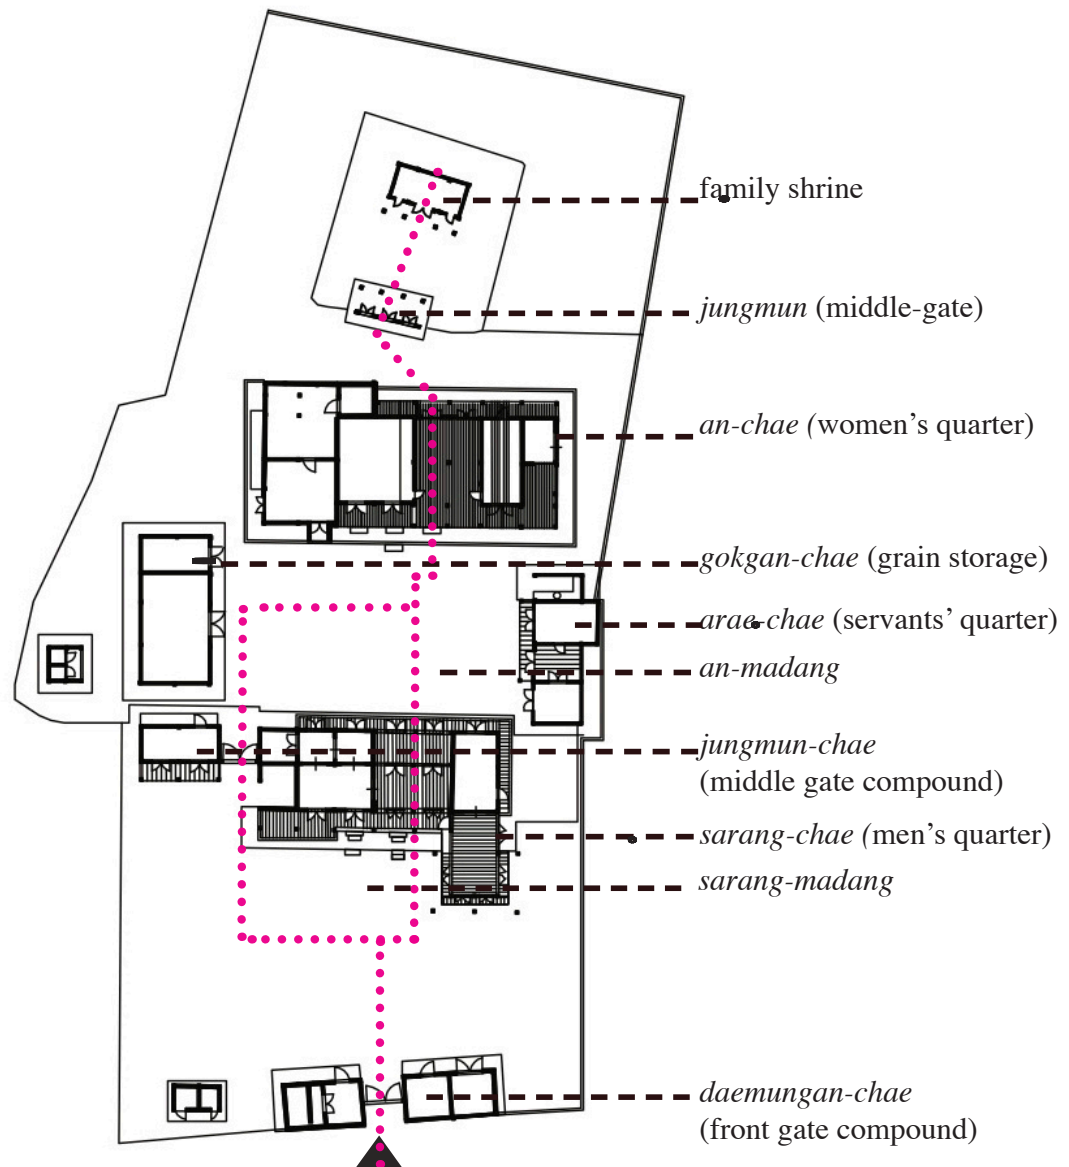 family shrine
jungmun (middle-gate)
an-chae (women’s quarter)
gokgan-chae (grain storage)
arae-chae (servants’ quarter)
an-madang
jungmun-chae
(middle gate compound)
sarang-chae (men’s quarter)
sarang-madang
daemungan-chae
(front gate compound)